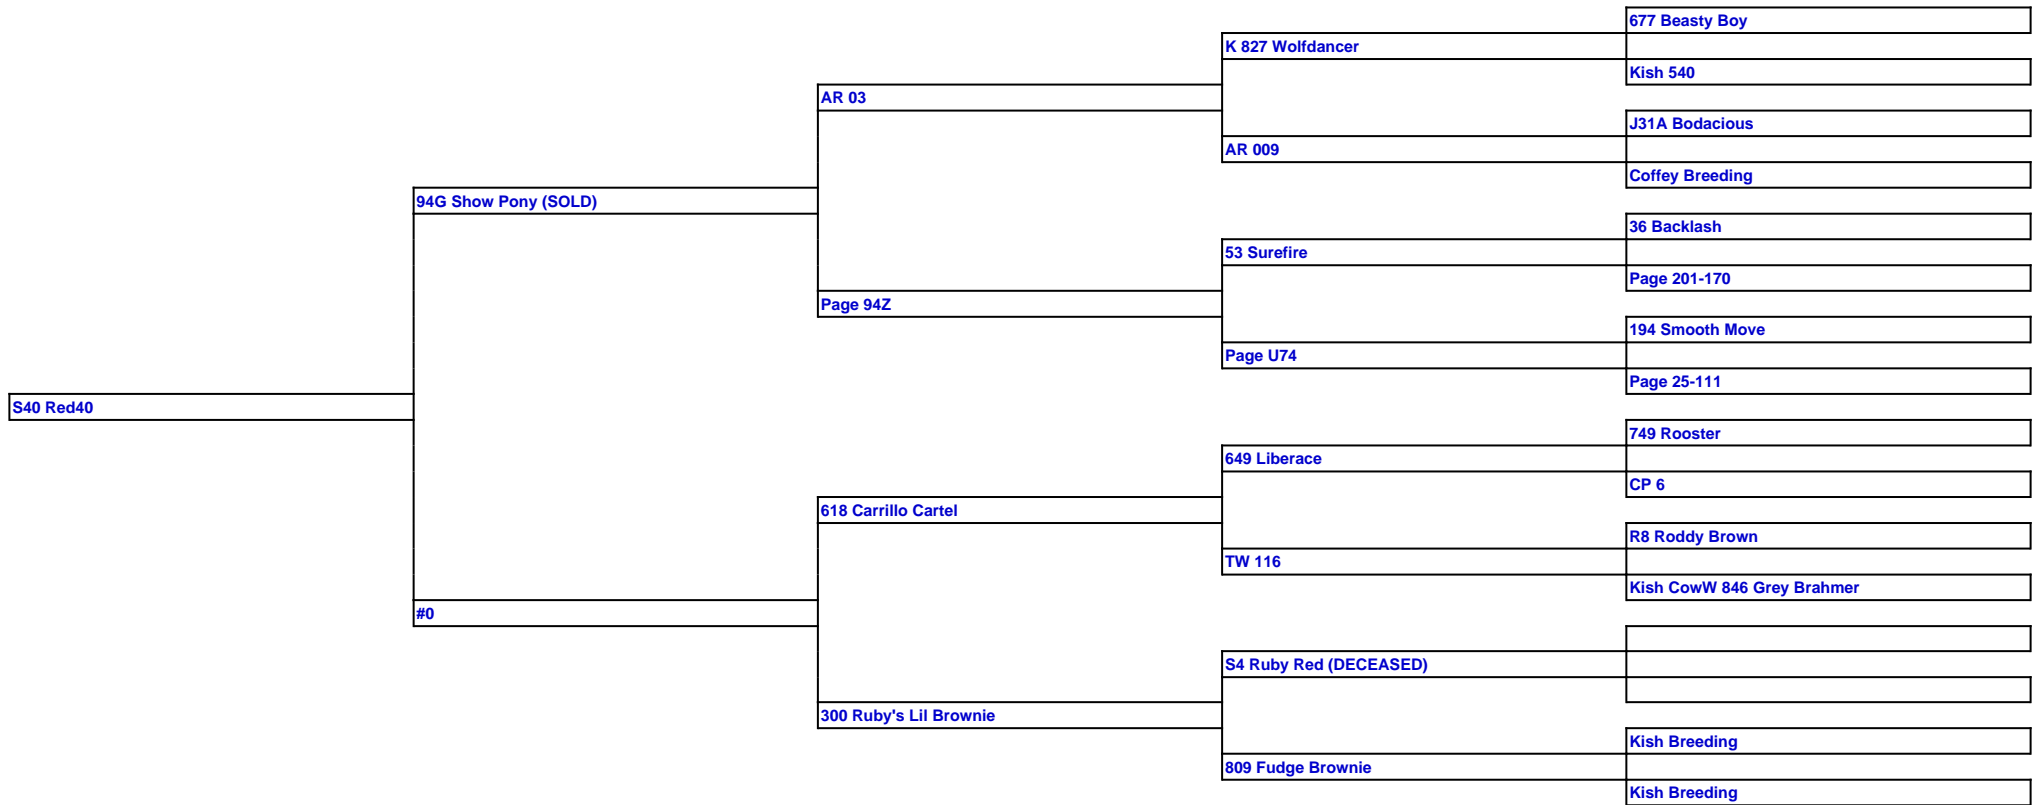 677 Beasty Boy
K 827 Wolfdancer
Kish 540
AR 03
J31A Bodacious
AR 009
Coffey Breeding
94G Show Pony (SOLD)
36 Backlash
53 Surefire
Page 201-170
Page 94Z
194 Smooth Move
Page U74
Page 25-111
S40 Red40
749 Rooster
649 Liberace
CP 6
618 Carrillo Cartel
R8 Roddy Brown
TW 116
Kish CowW 846 Grey Brahmer
#0
S4 Ruby Red (DECEASED)
300 Ruby's Lil Brownie
Kish Breeding
809 Fudge Brownie
Kish Breeding